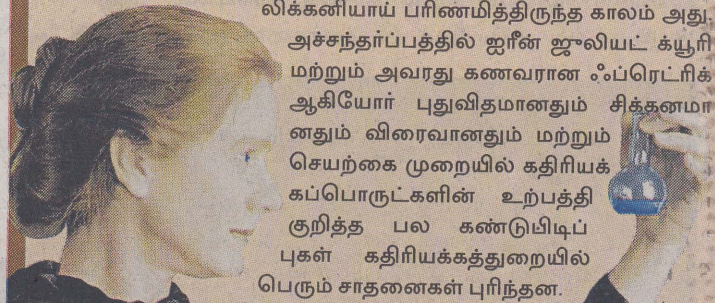 லிக்கனியாய் பரிணமித்திருந்த காலம் அது.
அச்சந்தர்ப்பத்தில் ஐரீன் ஜுலியட் க்யூரி
மற்றும் அவரது கணவரான ஃப்ரெட்ரிக்
ஆகியோர் புதுவிதமானதும் சிக்கனமா
னதும் விரைவானதும் மற்றும்
செயற்கை முறையில் கதிரியக்
கப்பொருட்களின் உற்பத்தி
குறித்த பல கண்டுபிடிப்
புகள் கதிரியக்கத்துறையில்
பெரும் சாதனைகள் புரிந்தன.